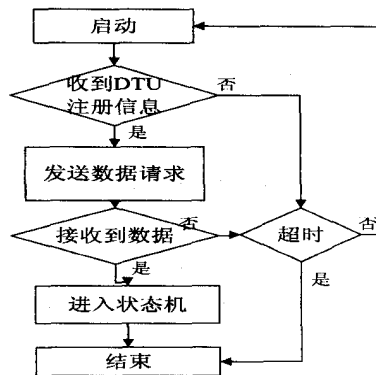 启动
收到DTU
注册信息
否
是
发送数据请求
接收到数据
否
超时
否
是
是
进入状态机
结束